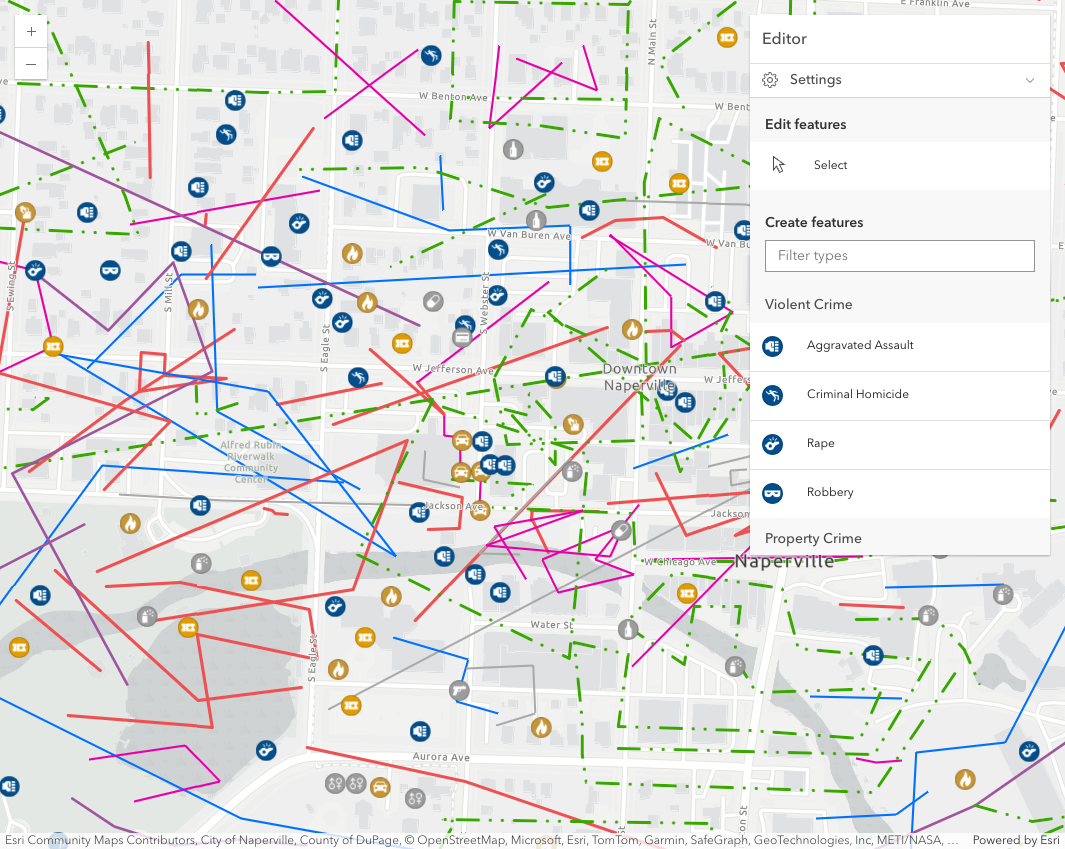 E Franklin Ave
Editor
Settings
Edit features
Select
Create features
Filter types
Violent Crime
Aggravated Assault
Criminal Homicide
Rape
Robbery
Property Crime
+
−
N Main St
W Benton Ave
W Bent
W Van Buren Ave
W Van Bu
S Ewing St
S Mill St
S Eagle St
S Webster St
W Jefferson Ave
Downtown
Naperville
W Jeffers
Alfred Rubin
Riverwalk
Community
Center
Jackson Ave
Jackson
W Chicago Ave
Naperville
Water St
S Eagle St
Aurora Ave
Esri Community Maps Contributors, City of Naperville, County of DuPage, © OpenStreetMap, Microsoft, Esri, TomTom, Garmin, SafeGraph, GeoTechnologies, Inc, METI/NASA, ...
Powered by Esri